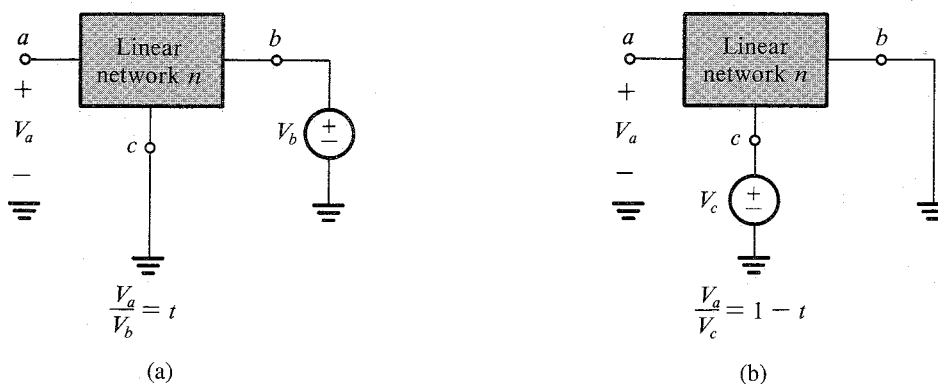 a
Linear
network n
b
+
V_a
−
c
V_b
+
−
V_a/V_b = t
(a)
a
Linear
network n
b
+
V_a
−
c
V_c
+
−
V_a/V_c = 1 − t
(b)